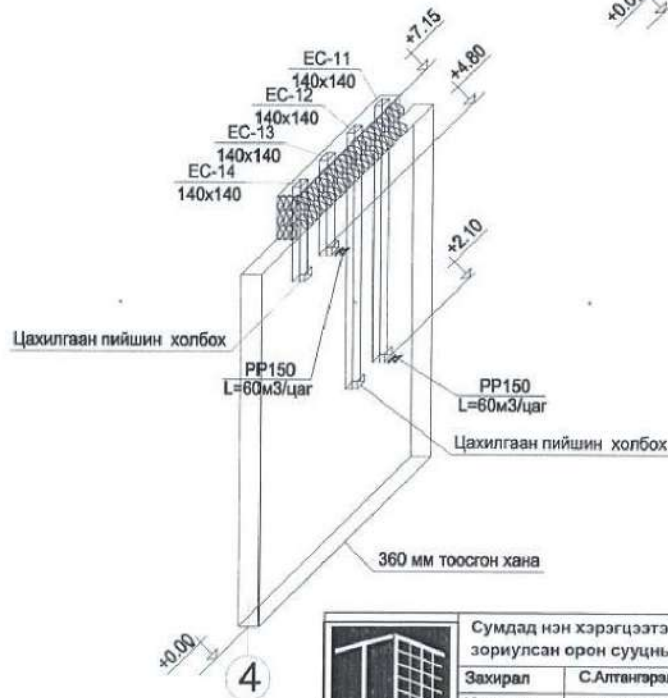 +0.00
+7.15
+4.80
EC-11
140x140
EC-12
140x140
EC-13
140x140
EC-14
140x140
+2.10
Цахилгаан пийшин холбох
PP150
L=60м3/цаг
PP150
L=60м3/цаг
Цахилгаан пийшин холбох
360 мм тоосгон хана
+0.00
4
Сумдад нэн хэрэгцээтэ
зориулсан орон сууцны
Захирал С.Алтангэрэл